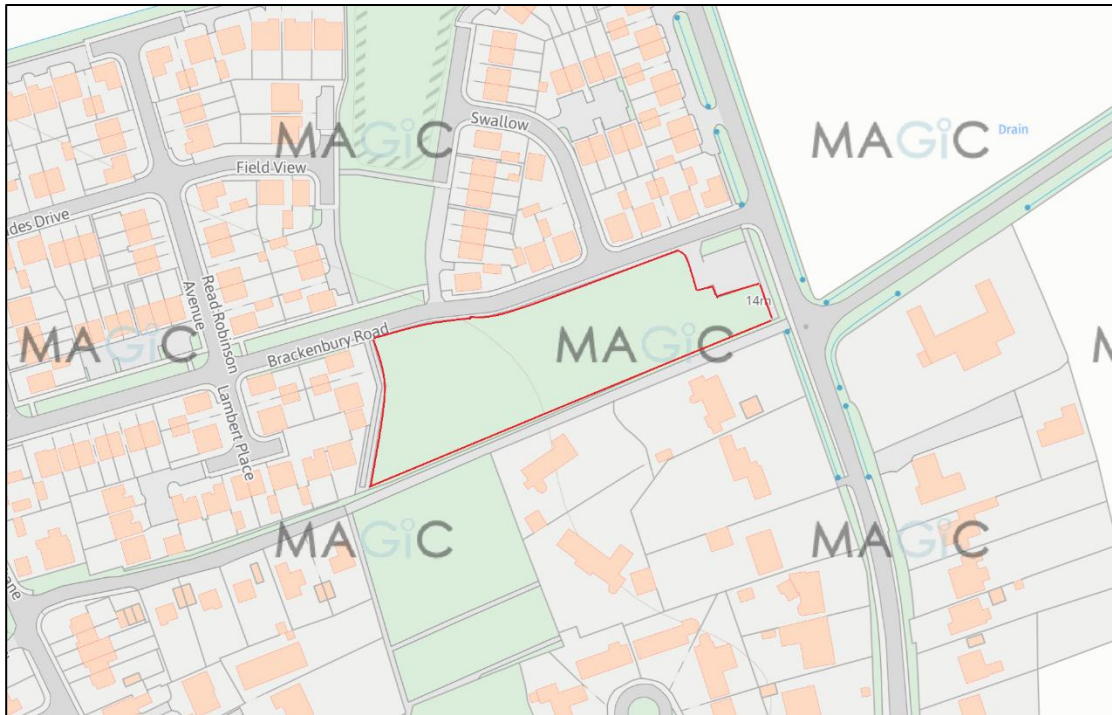 Swallow
MAGiC
MAGiC
Drain
Field View
ades Drive
Read-Robinson
Avenue
14m
MAGiC
MAGiC
M
Brackenbury Road
Lambert Place
MAGiC
MAGiC
ane